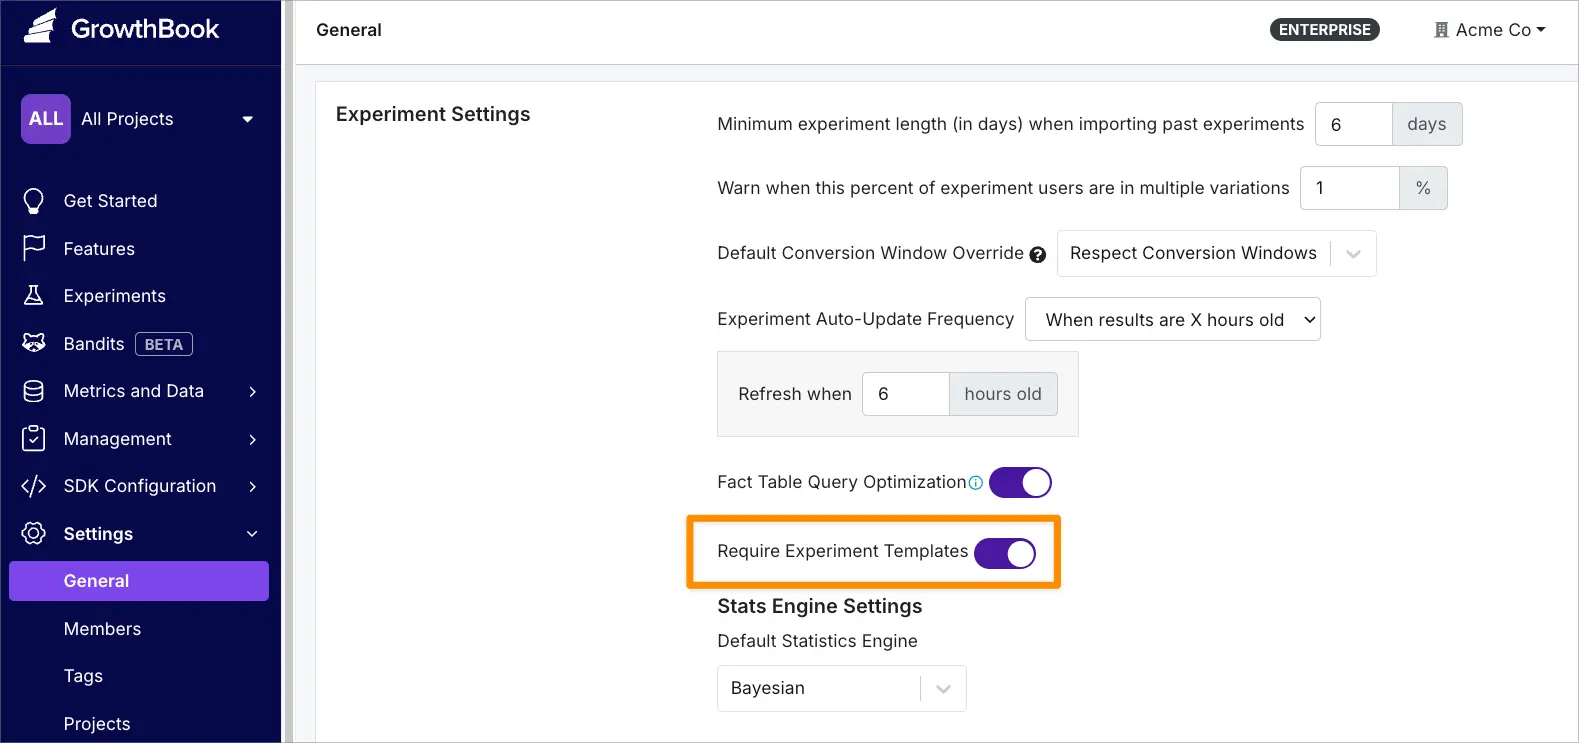 GrowthBook
General
ENTERPRISE
Acme Co
ALL
All Projects
Get Started
Features
Experiments
Bandits BETA
Metrics and Data
Management
SDK Configuration
Settings
General
Members
Tags
Projects
Experiment Settings
Minimum experiment length (in days) when importing past experiments 6 days
Warn when this percent of experiment users are in multiple variations 1 %
Default Conversion Window Override ? Respect Conversion Windows
Experiment Auto-Update Frequency When results are X hours old
Refresh when 6 hours old
Fact Table Query Optimization
Require Experiment Templates
Stats Engine Settings
Default Statistics Engine
Bayesian